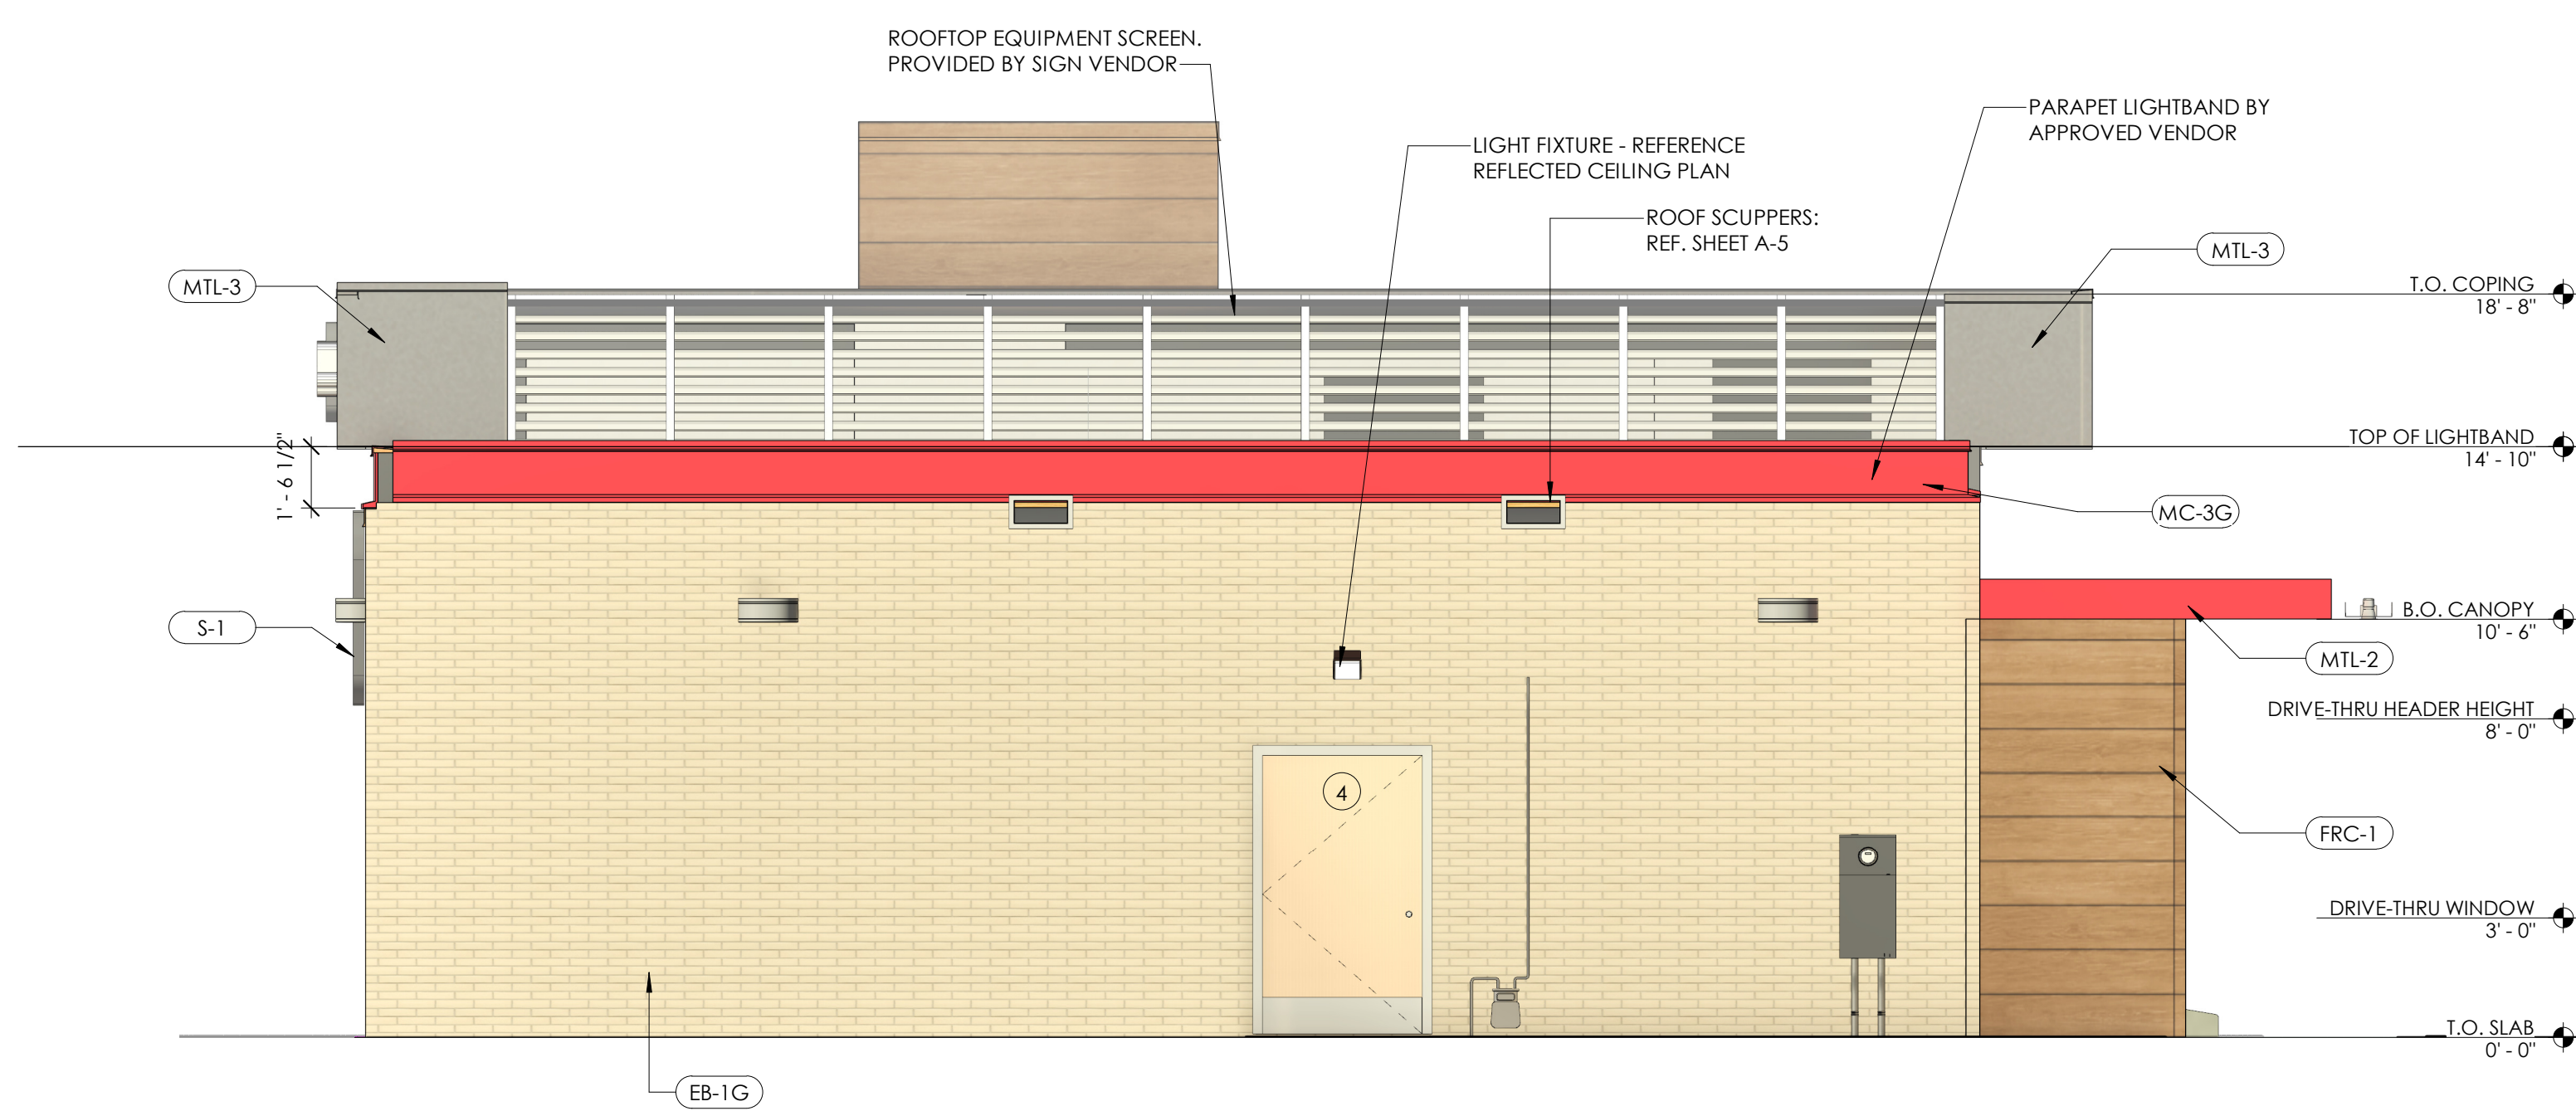 ROOFTOP EQUIPMENT SCREEN.
PROVIDED BY SIGN VENDOR
PARAPET LIGHTBAND BY
APPROVED VENDOR
LIGHT FIXTURE - REFERENCE
REFLECTED CEILING PLAN
ROOF SCUPPERS:
REF. SHEET A-5
MTL-3
MTL-3
T.O. COPING
18' - 8"
TOP OF LIGHTBAND
14' - 10"
1' - 6 1/2"
MC-3G
S-1
B.O. CANOPY
10' - 6"
MTL-2
DRIVE-THRU HEADER HEIGHT
8' - 0"
4
FRC-1
DRIVE-THRU WINDOW
3' - 0"
T.O. SLAB
0' - 0"
EB-1G